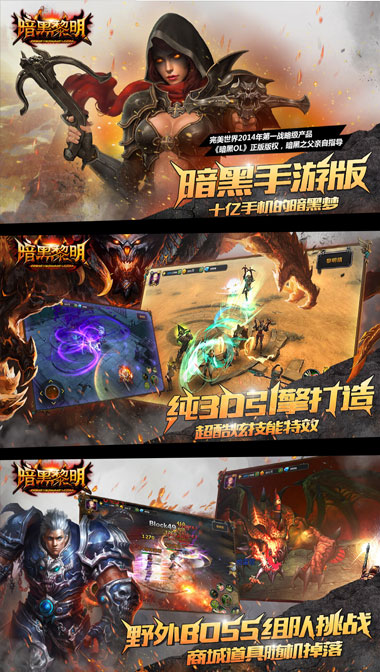 暗黑黎明
完美世界2014年第一战略级产品
《暗黑OL》正版版权，暗黑之父亲自指导
暗黑手游版
十亿手机的暗黑梦
暗黑黎明
纯3D引擎打造
超酷炫技能特效
暗黑黎明
Block49
1275
野外BOSS组队挑战
商城道具随机掉落